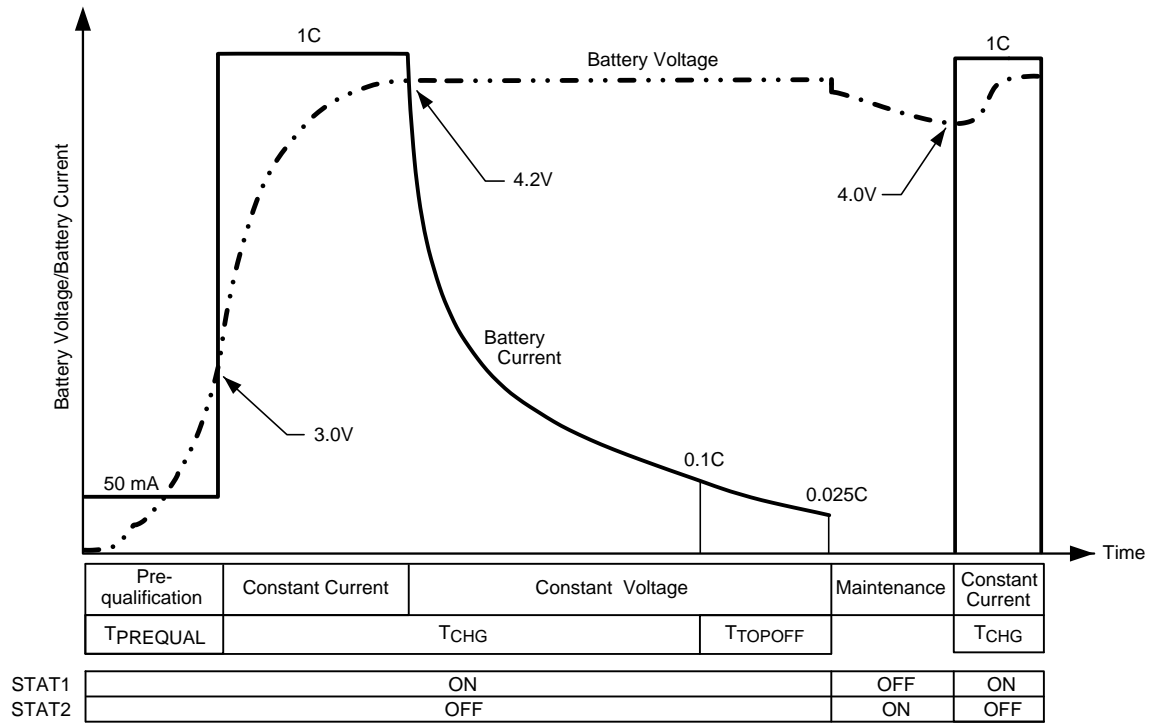 1C
1C
Battery Voltage
Battery Voltage/Battery Current
4.2V
4.0V
Battery
Current
3.0V
0.1C
50 mA
0.025C
Time
Pre-
qualification
Constant Current
Constant Voltage
Maintenance
Constant
Current
TPREQUAL
TCHG
TTOPOFF
TCHG
STAT1
ON
OFF
ON
STAT2
OFF
ON
OFF